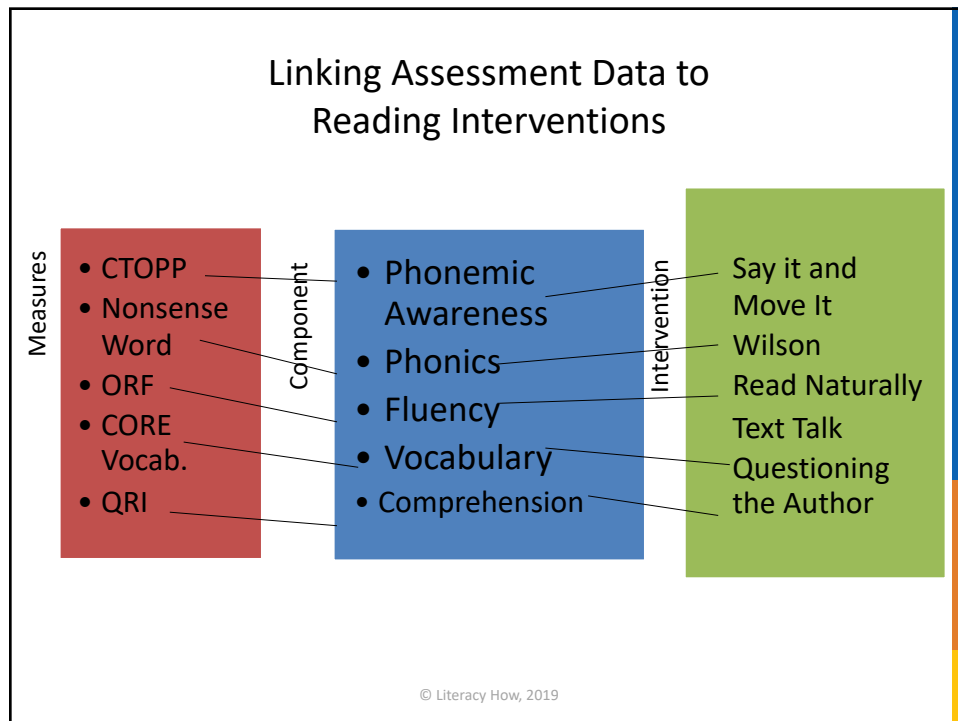 Linking Assessment Data to
Reading Interventions
Measures
• CTOPP
• Nonsense
Word
• ORF
• CORE
Vocab.
• QRI
Component
• Phonemic
Awareness
• Phonics
• Fluency
• Vocabulary
• Comprehension
Intervention
Say it and
Move It
Wilson
Read Naturally
Text Talk
Questioning
the Author
© Literacy How, 2019